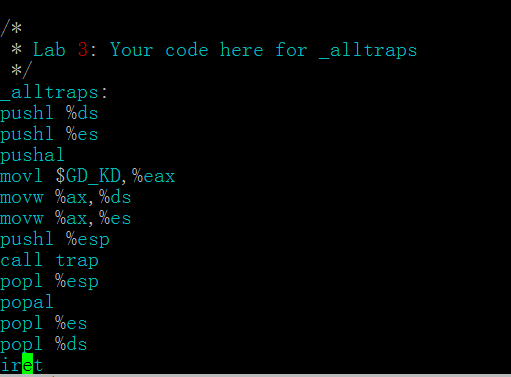 /*
 * Lab 3: Your code here for _alltraps
 */
_alltraps:
pushl %ds
pushl %es
pushal
movl $GD_KD,%eax
movw %ax,%ds
movw %ax,%es
pushl %esp
call trap
popl %esp
popal
popl %es
popl %ds
iret